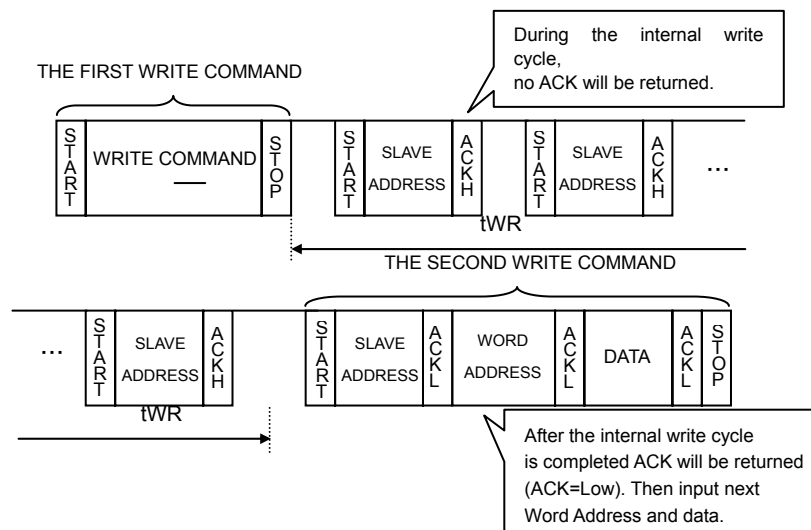 During the internal write
cycle,
no ACK will be returned.
THE FIRST WRITE COMMAND
START
WRITE COMMAND
STOP
START
SLAVE
ADDRESS
ACKH
START
SLAVE
ADDRESS
ACKH
...
tWR
THE SECOND WRITE COMMAND
...
START
SLAVE
ADDRESS
ACKH
START
SLAVE
ADDRESS
ACKL
WORD
ADDRESS
ACKL
DATA
ACKL
STOP
tWR
After the internal write cycle
is completed ACK will be returned
(ACK=Low). Then input next
Word Address and data.